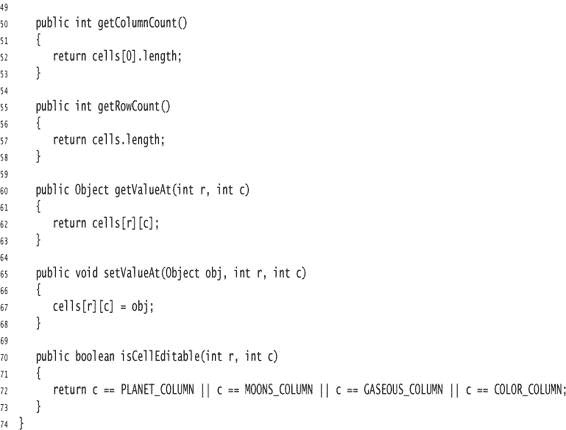 49
50 public int getColumnCount()
51 {
52 return cells[0].length;
53 }
54
55 public int getRowCount()
56 {
57 return cells.length;
58 }
59
60 public Object getValueAt(int r, int c)
61 {
62 return cells[r][c];
63 }
64
65 public void setValueAt(Object obj, int r, int c)
66 {
67 cells[r][c] = obj;
68 }
69
70 public boolean isCellEditable(int r, int c)
71 {
72 return c == PLANET_COLUMN || c == MOONS_COLUMN || c == GASEOUS_COLUMN || c == COLOR_COLUMN;
73 }
74 }